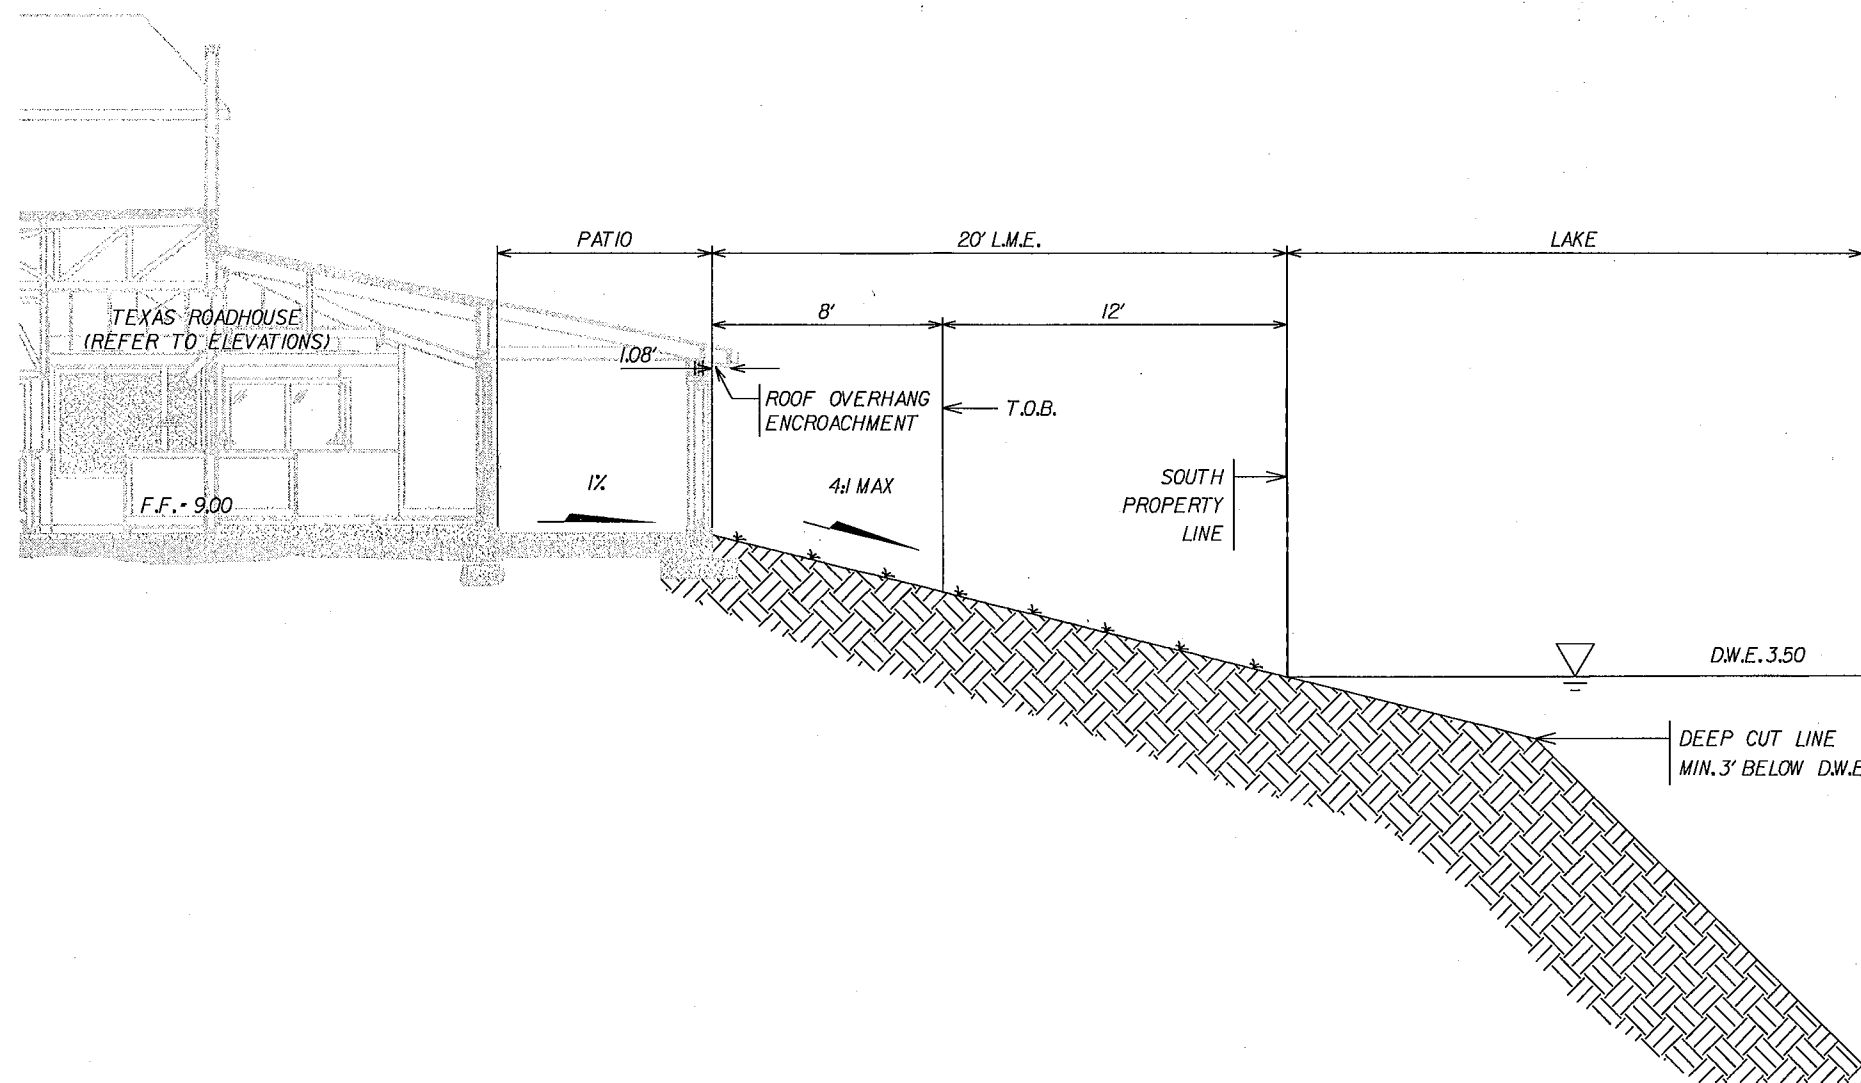 PATIO
20' L.M.E.
LAKE
8'
12'
TEXAS ROADHOUSE
(REFER TO ELEVATIONS)
1.08'
ROOF OVERHANG
ENCROACHMENT
T.O.B.
SOUTH
PROPERTY
LINE
1%
4:1 MAX
F.F.= 9.00
D.W.E. 3.50
DEEP CUT LINE
MIN. 3' BELOW D.W.E